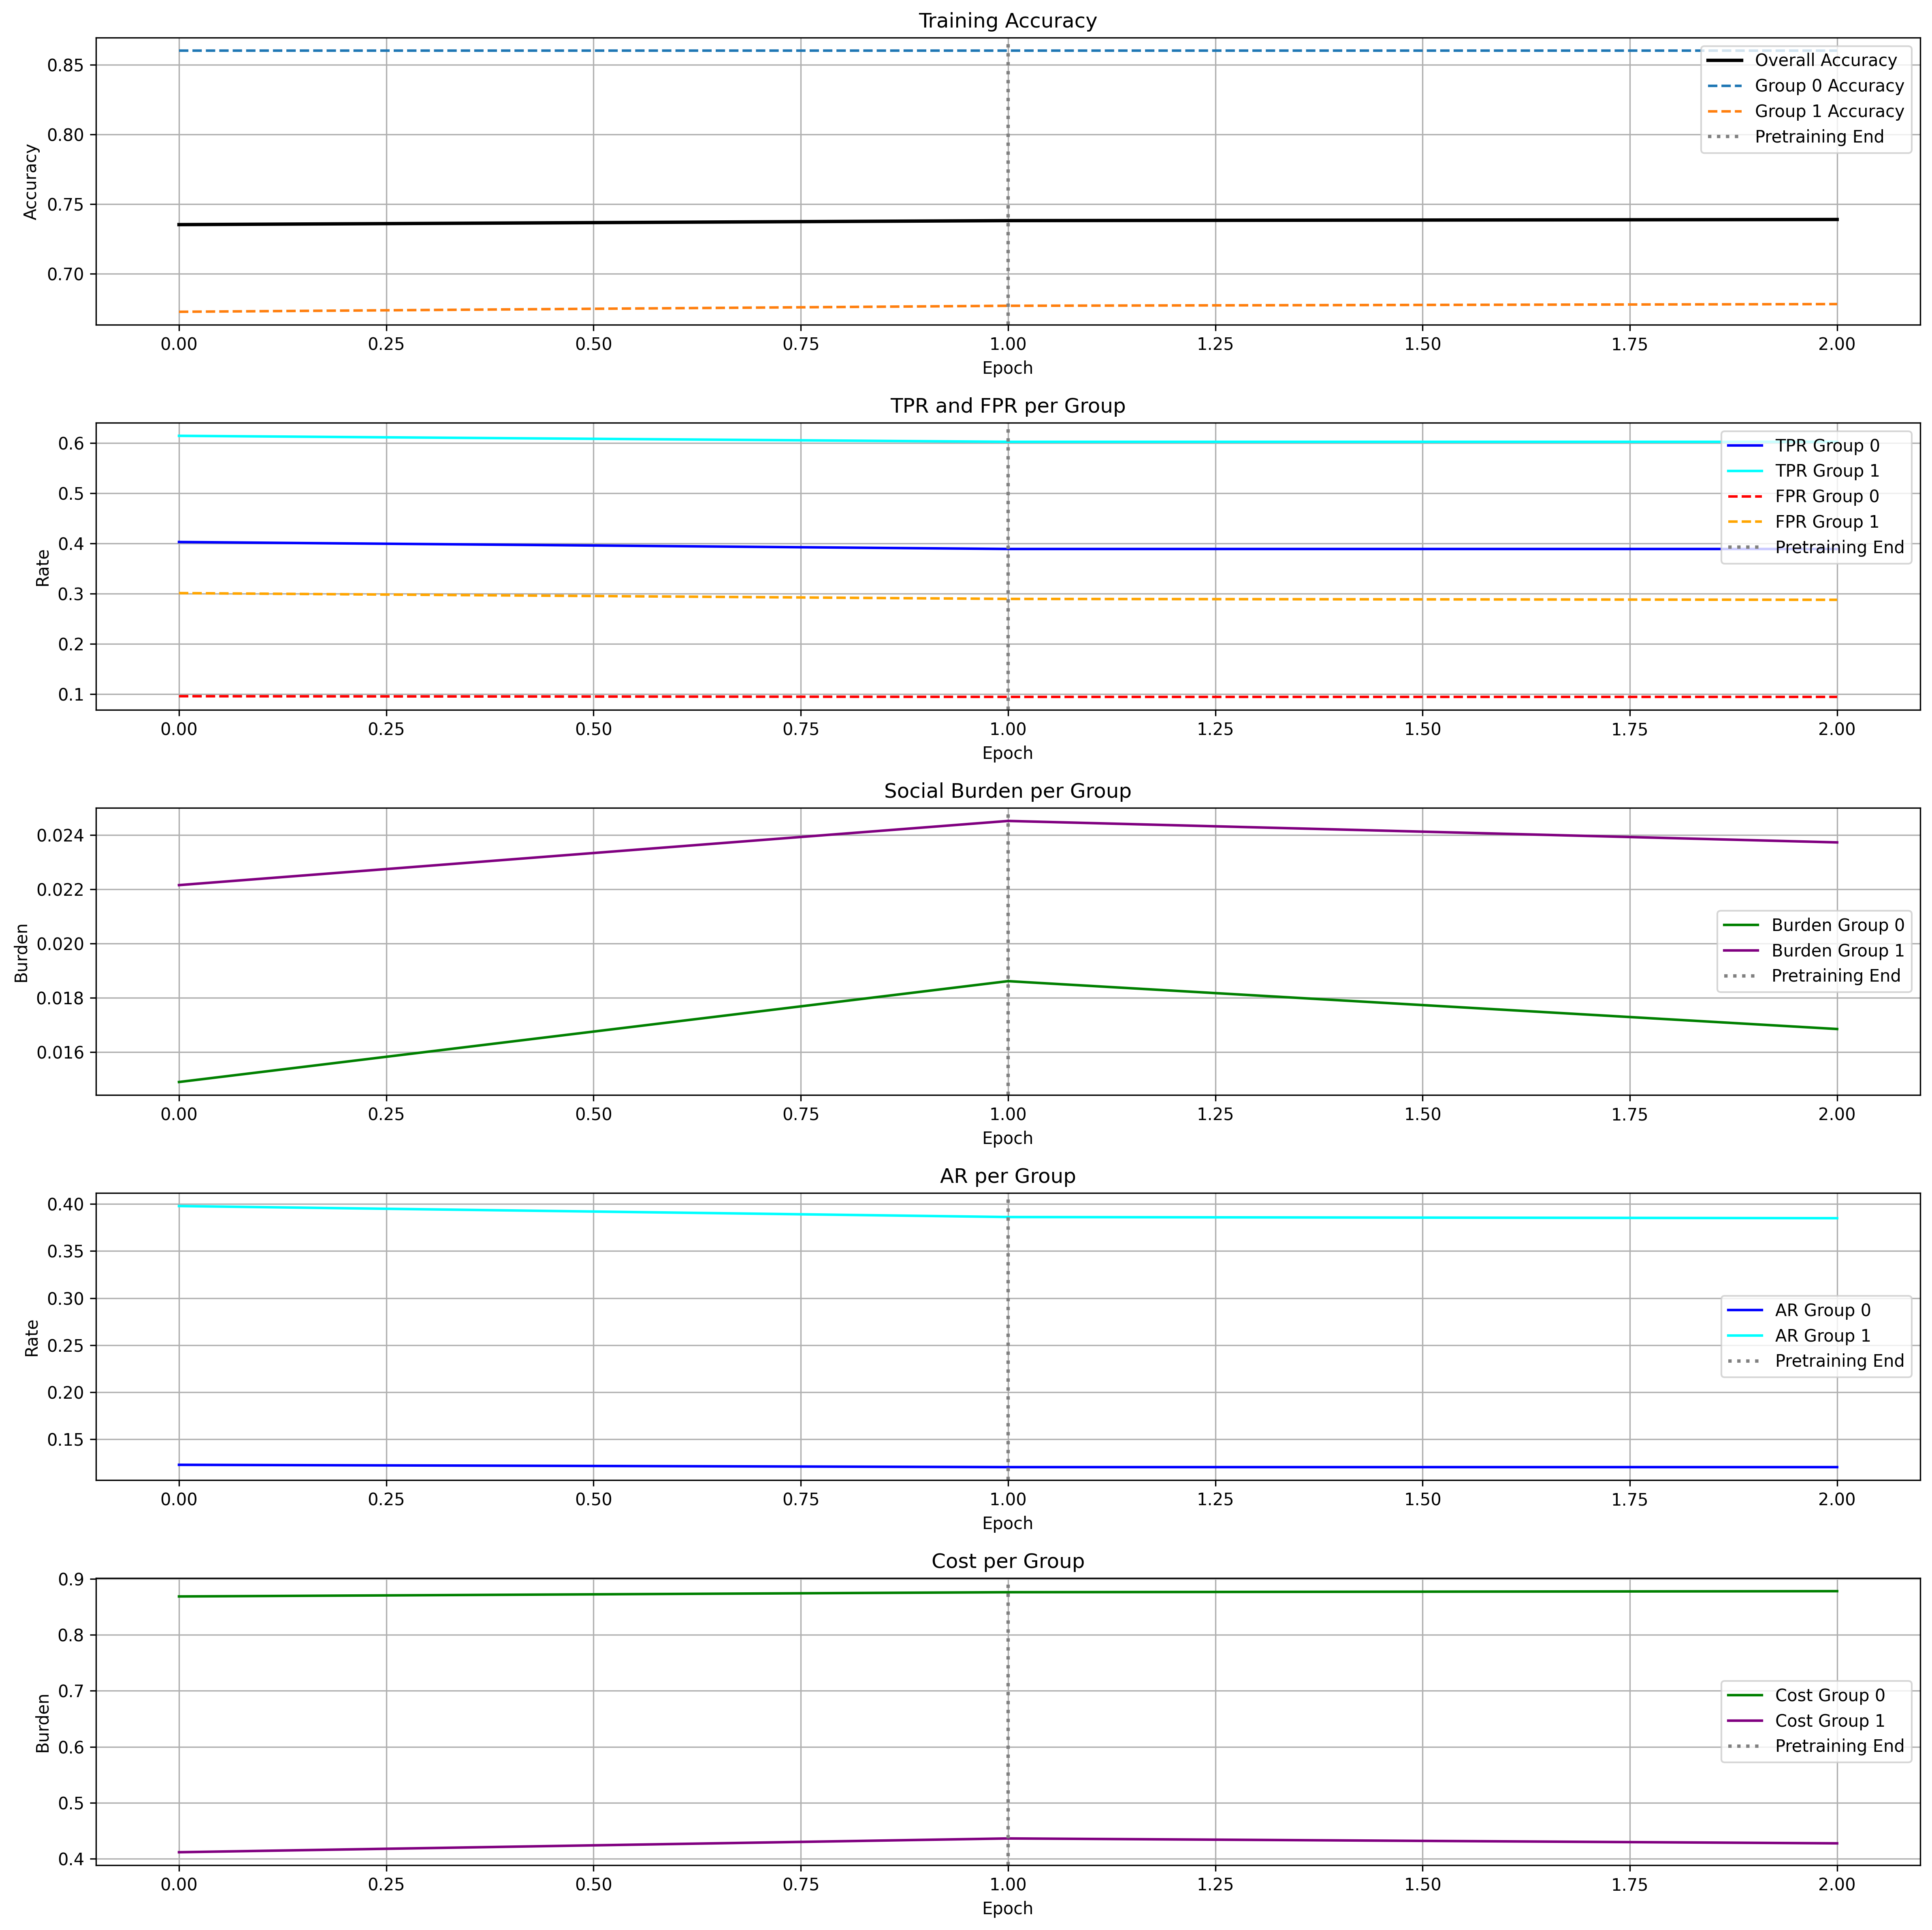 Training Accuracy
0.85
0.80
0.75
0.70
Accuracy
Overall Accuracy
Group 0 Accuracy
Group 1 Accuracy
Pretraining End
0.00 0.25 0.50 0.75 1.00 1.25 1.50 1.75 2.00
Epoch
TPR and FPR per Group
0.6
0.5
0.4
0.3
0.2
0.1
Rate
TPR Group 0
TPR Group 1
FPR Group 0
FPR Group 1
Pretraining End
0.00 0.25 0.50 0.75 1.00 1.25 1.50 1.75 2.00
Epoch
Social Burden per Group
0.024
0.022
0.020
0.018
0.016
Burden
Burden Group 0
Burden Group 1
Pretraining End
0.00 0.25 0.50 0.75 1.00 1.25 1.50 1.75 2.00
Epoch
AR per Group
0.40
0.35
0.30
0.25
0.20
0.15
Rate
AR Group 0
AR Group 1
Pretraining End
0.00 0.25 0.50 0.75 1.00 1.25 1.50 1.75 2.00
Epoch
Cost per Group
0.9
0.8
0.7
0.6
0.5
0.4
Burden
Cost Group 0
Cost Group 1
Pretraining End
0.00 0.25 0.50 0.75 1.00 1.25 1.50 1.75 2.00
Epoch